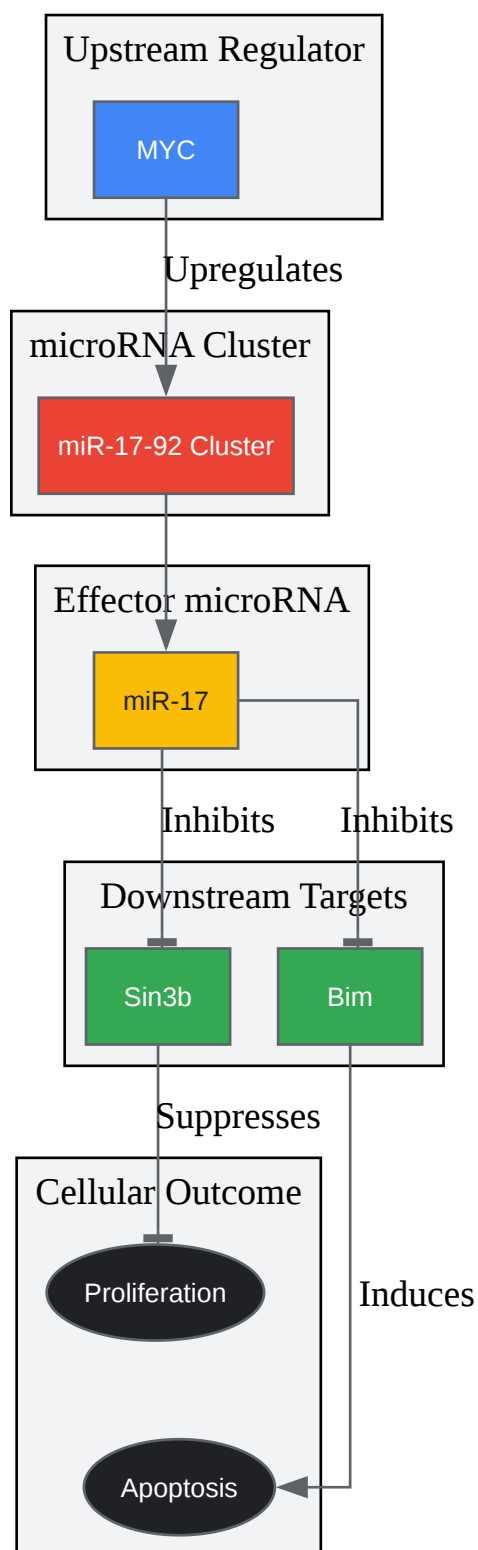 Upstream Regulator
MYC
Upregulates
microRNA Cluster
miR-17-92 Cluster
Effector microRNA
miR-17
Inhibits
Inhibits
Downstream Targets
Sin3b
Bim
Suppresses
Cellular Outcome
Proliferation
Induces
Apoptosis